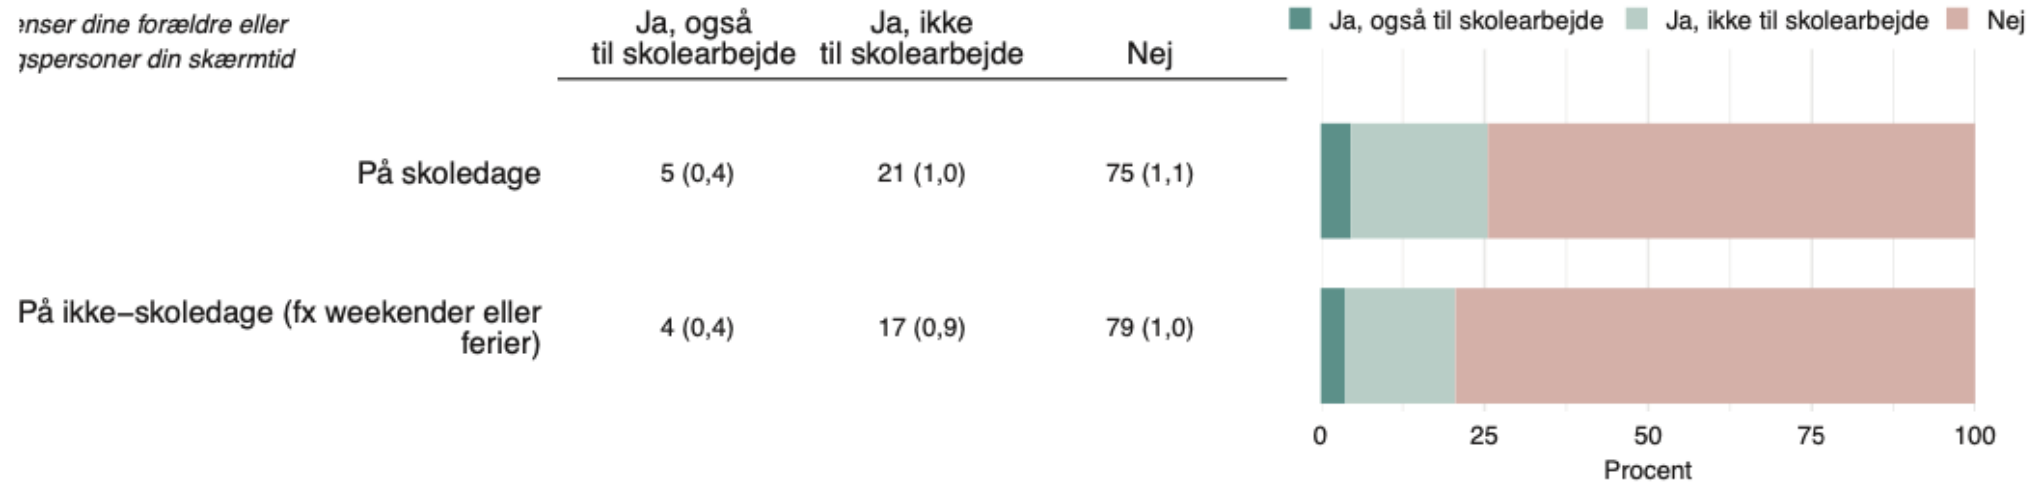 dine forældre eller
din skærmtid
Ja, også
til skolearbejde
Ja, ikke
til skolearbejde
Nej
Ja, også til skolearbejde
Ja, ikke til skolearbejde
Nej
På skoledage
5 (0,4)
21 (1,0)
75 (1,1)
På ikke–skoledage (fx weekender eller
ferier)
4 (0,4)
17 (0,9)
79 (1,0)
0
25
50
75
100
Procent